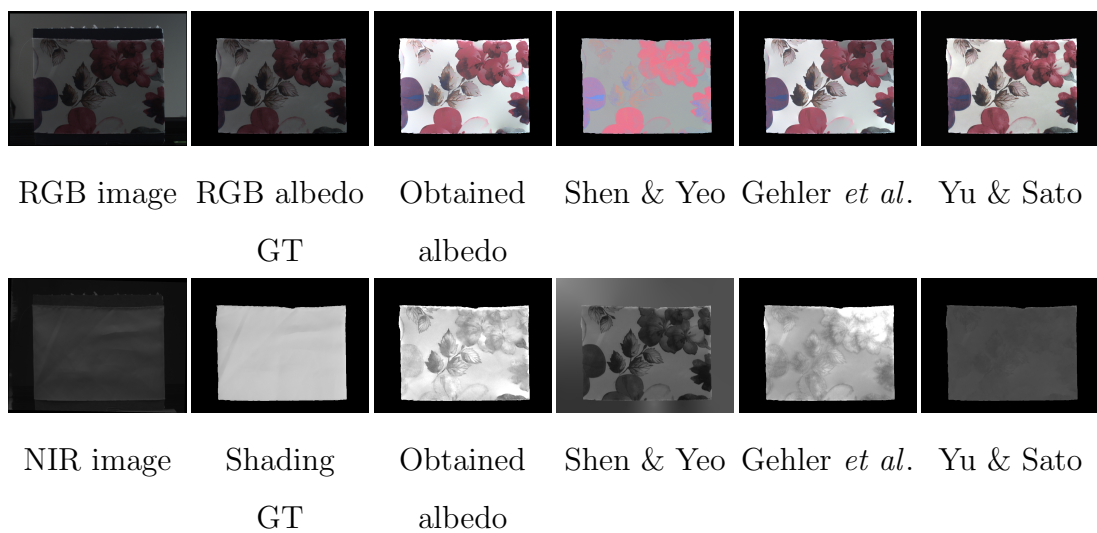 RGB image RGB albedo Obtained Shen & Yeo Gehler et al. Yu & Sato
GT albedo
NIR image Shading Obtained Shen & Yeo Gehler et al. Yu & Sato
GT albedo